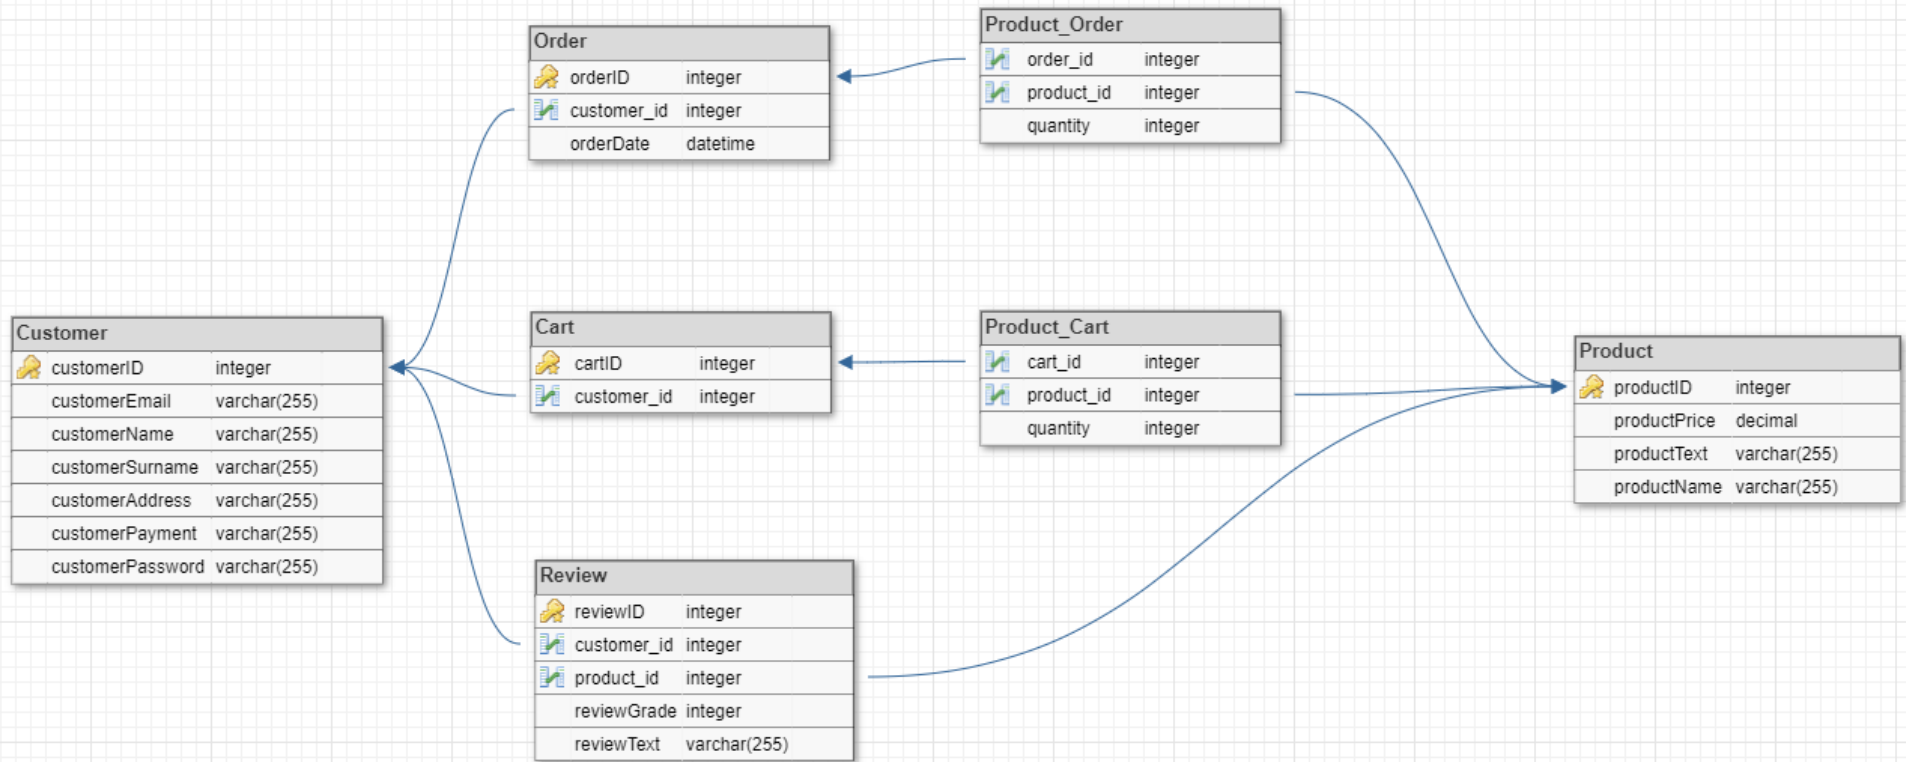 Order
orderID integer
customer_id integer
orderDate datetime
Product_Order
order_id integer
product_id integer
quantity integer
Customer
customerID integer
customerEmail varchar(255)
customerName varchar(255)
customerSurname varchar(255)
customerAddress varchar(255)
customerPayment varchar(255)
customerPassword varchar(255)
Cart
cartID integer
customer_id integer
Product_Cart
cart_id integer
product_id integer
quantity integer
Product
productID integer
productPrice decimal
productText varchar(255)
productName varchar(255)
Review
reviewID integer
customer_id integer
product_id integer
reviewGrade integer
reviewText varchar(255)